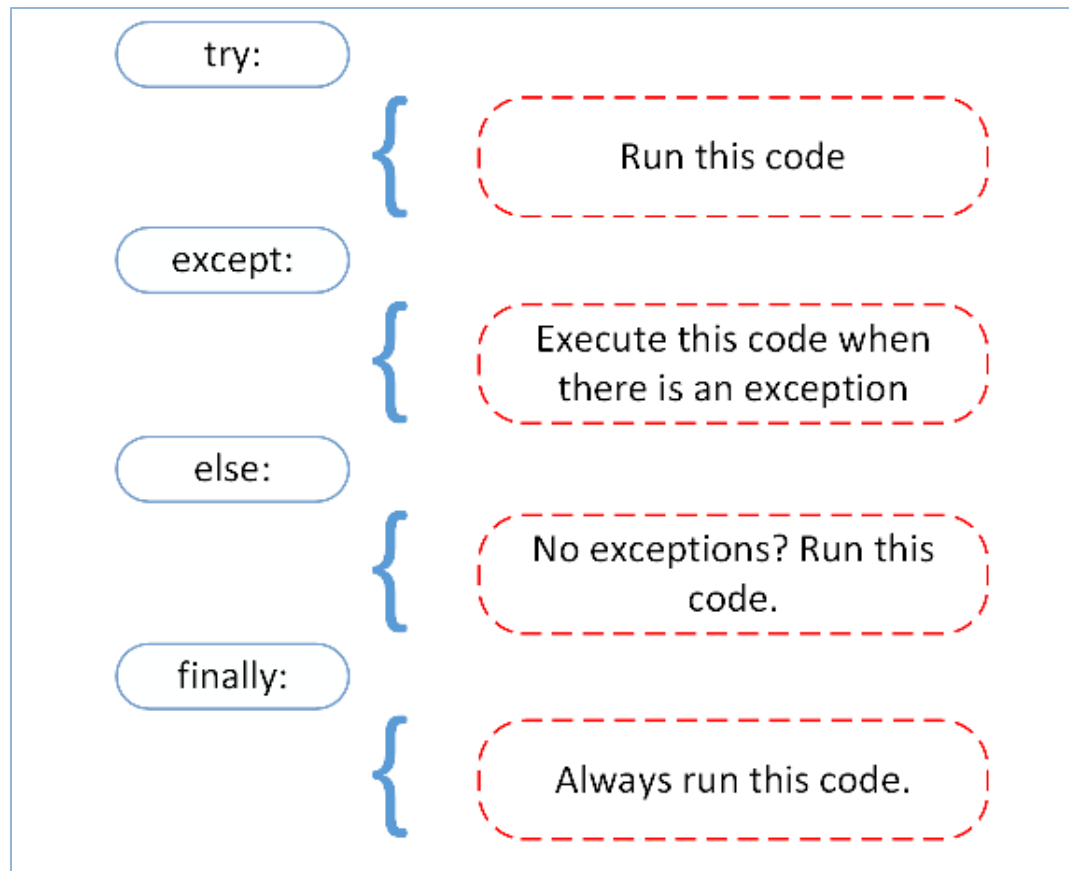 try:
Run this code
except:
Execute this code when
there is an exception
else:
No exceptions? Run this
code.
finally:
Always run this code.